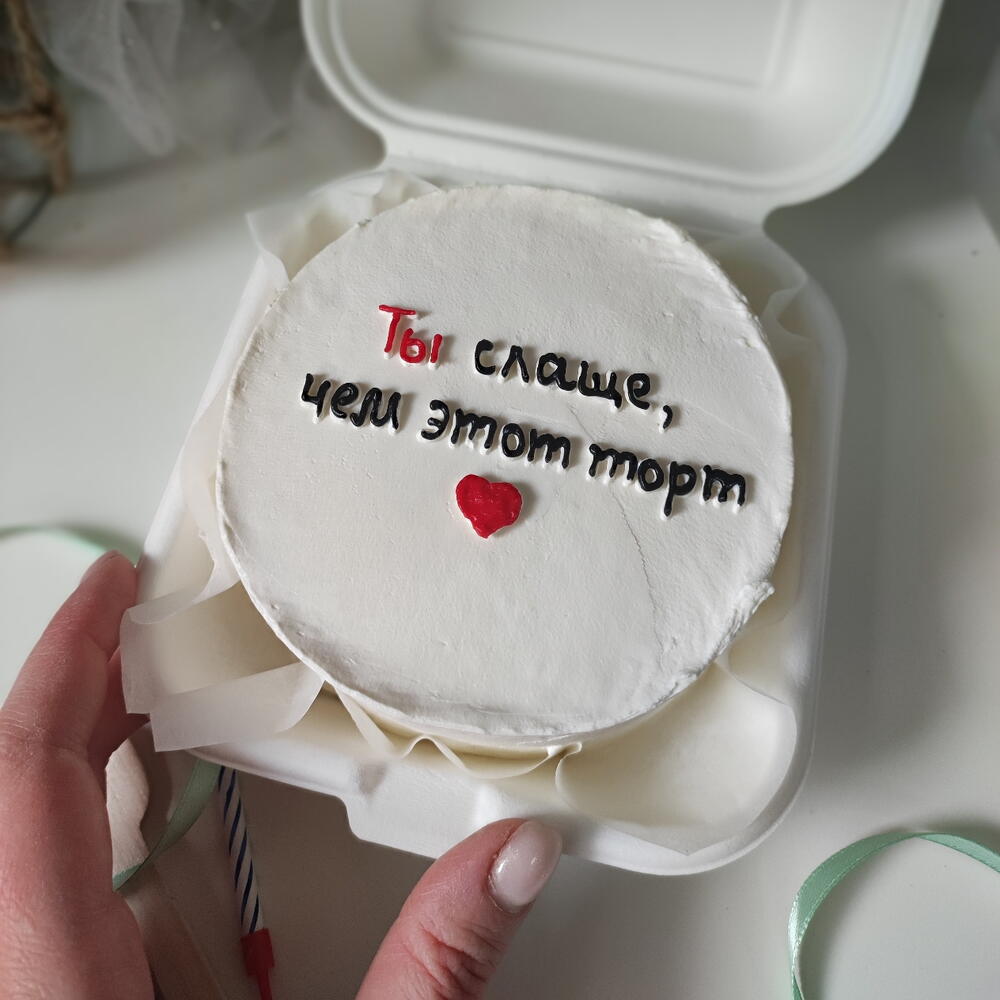 Ты слаще,
чем этот торт